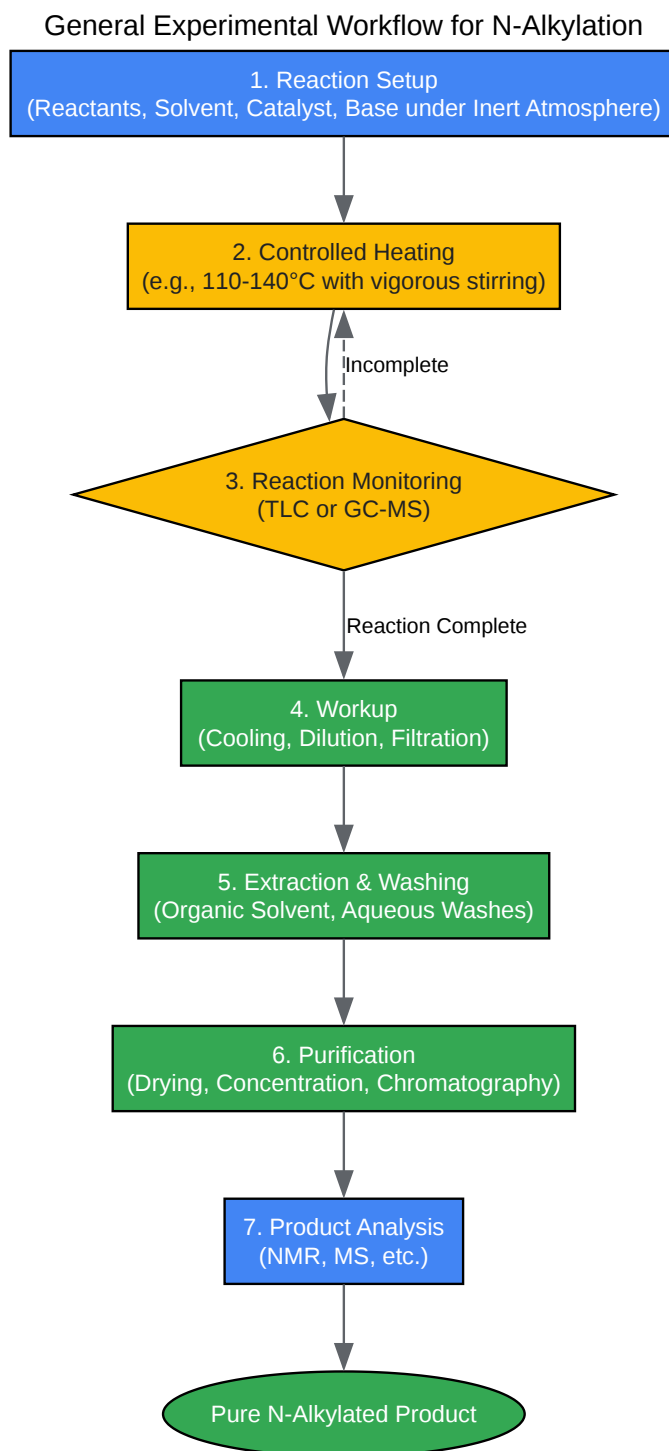 General Experimental Workflow for N-Alkylation
1. Reaction Setup
(Reactants, Solvent, Catalyst, Base under Inert Atmosphere)
2. Controlled Heating
(e.g., 110-140°C with vigorous stirring)
Incomplete
3. Reaction Monitoring
(TLC or GC-MS)
Reaction Complete
4. Workup
(Cooling, Dilution, Filtration)
5. Extraction & Washing
(Organic Solvent, Aqueous Washes)
6. Purification
(Drying, Concentration, Chromatography)
7. Product Analysis
(NMR, MS, etc.)
Pure N-Alkylated Product